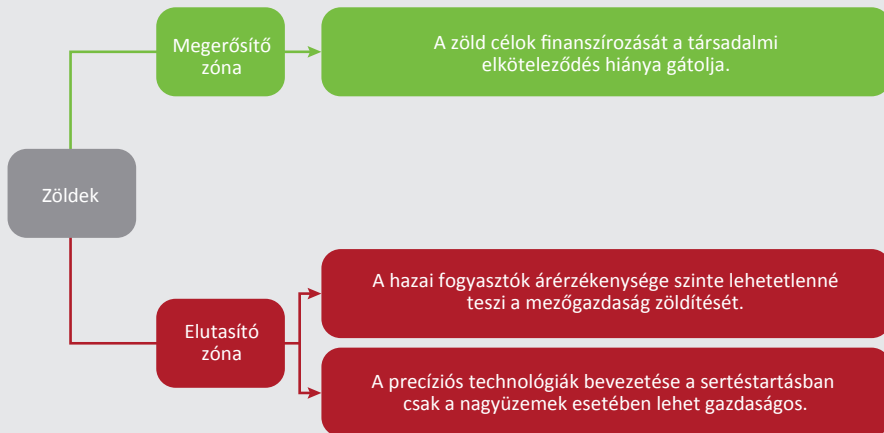 Megerősítő
zóna
A zöld célok finanszírozását a társadalmi
elköteleződés hiánya gátolja.
Zöldek
Elutasító
zóna
A hazai fogyasztók árérzékenysége szinte lehetetlenné
teszi a mezőgazdaság zöldítését.
A precíziós technológiák bevezetése a sertéstartásban
csak a nagyüzemek esetében lehet gazdaságos.